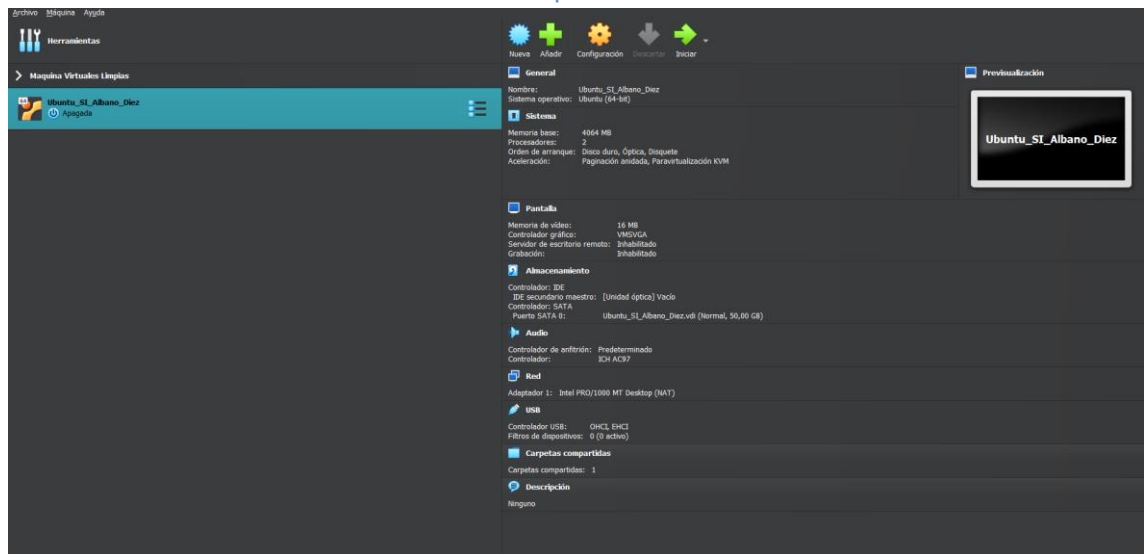 Archivo Máquina Ayuda
Herramientas
Maquina Virtuales Limpias
Ubuntu_SI_Albano_Diez
Apagada
Nueva Añadir Configuración Descartar Iniciar
General
Nombre: Ubuntu_SI_Albano_Diez
Sistema operativo: Ubuntu (64-bit)
Sistema
Memoria base: 4064 MB
Procesadores: 2
Orden de arranque: Disco duro, Óptica, Disquete
Aceleración: Paginación anidada, Paravirtualización KVM
Previsualización
Ubuntu_SI_Albano_Diez
Pantalla
Memoria de vídeo: 16 MB
Controlador gráfico: VMSVGA
Servidor de escritorio remoto: Inhabilitado
Grabación: Inhabilitado
Almacenamiento
Controlador: IDE
IDE secundario maestro: [Unidad óptica] Vacío
Controlador: SATA
Puerto SATA 0: Ubuntu_SI_Albano_Diez.vdi (Normal, 50,00 GB)
Audio
Controlador de anfitrión: Predeterminado
Controlador: ICH AC97
Red
Adaptador 1: Intel PRO/1000 MT Desktop (NAT)
USB
Controlador USB: OHCI, EHCI
Filtros de dispositivos: 0 (0 activo)
Carpetas compartidas
Carpetas compartidas: 1
Descripción
Ninguno